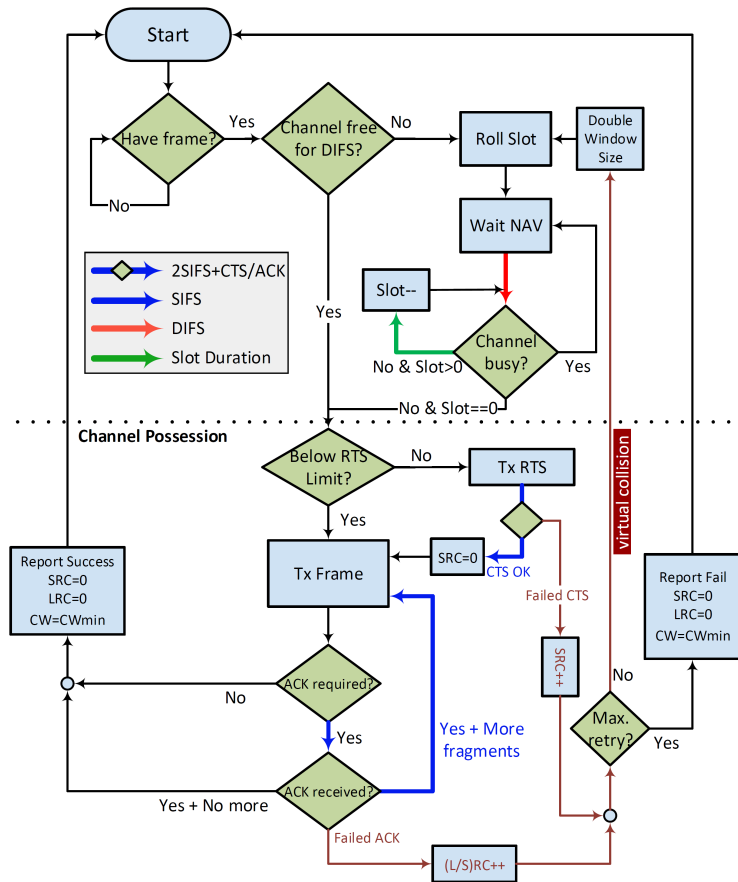 Start
Have frame?
Yes
No
Channel free
for DIFS?
No
Roll Slot
Double
Window
Size
Wait NAV
2SIFS+CTS/ACK
SIFS
DIFS
Slot Duration
Yes
Slot--
Channel
busy?
No & Slot>0
Yes
No & Slot==0
Channel Possession
Below RTS
Limit?
No
Tx RTS
virtual collision
Yes
Tx Frame
SRC=0
CTS OK
Failed CTS
Report Success
SRC=0
LRC=0
CW=CWmin
Report Fail
SRC=0
LRC=0
CW=CWmin
SRC++
ACK required?
No
Yes
Yes + More
fragments
No
Max.
retry?
Yes
ACK received?
Yes + No more
Failed ACK
(L/S)RC++